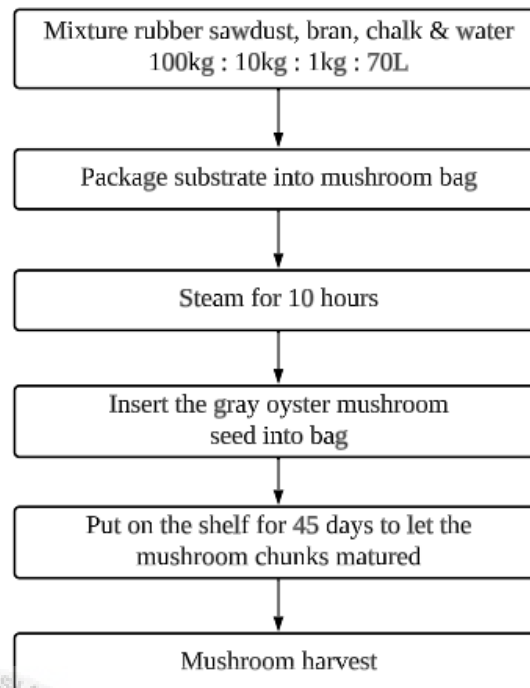 Mixture rubber sawdust, bran, chalk & water
100kg : 10kg : 1kg : 70L
Package substrate into mushroom bag
Steam for 10 hours
Insert the gray oyster mushroom
seed into bag
Put on the shelf for 45 days to let the
mushroom chunks matured
Mushroom harvest